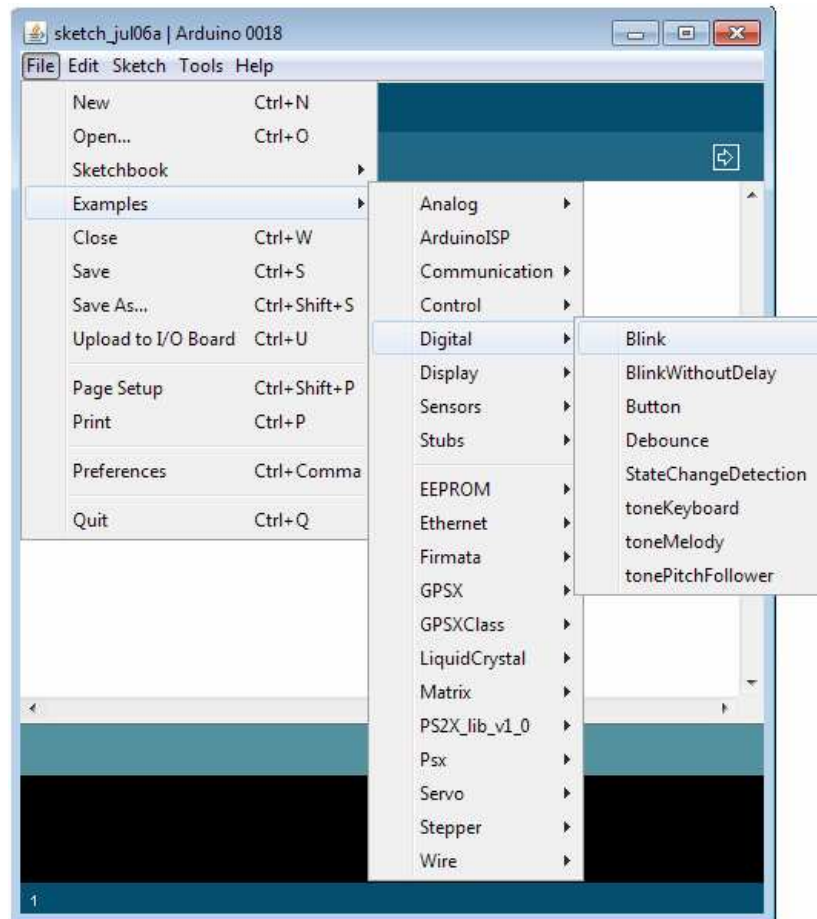 sketch_jul06a | Arduino 0018
File Edit Sketch Tools Help
New Ctrl+N
Open... Ctrl+O
Sketchbook
Examples
Close Ctrl+W
Save Ctrl+S
Save As... Ctrl+Shift+S
Upload to I/O Board Ctrl+U
Page Setup Ctrl+Shift+P
Print Ctrl+P
Preferences Ctrl+Comma
Quit Ctrl+Q
Analog
ArduinoISP
Communication
Control
Digital
Display
Sensors
Stubs
EEPROM
Ethernet
Firmata
GPSX
GPSXClass
LiquidCrystal
Matrix
PS2X_lib_v1_0
Psx
Servo
Stepper
Wire
Blink
BlinkWithoutDelay
Button
Debounce
StateChangeDetection
toneKeyboard
toneMelody
tonePitchFollower
1